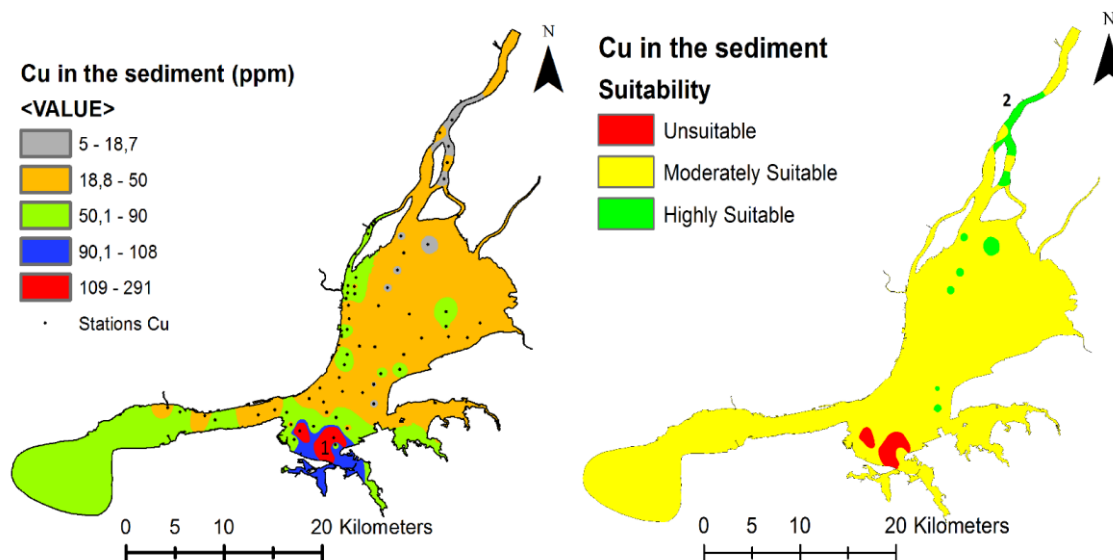 N
Cu in the sediment (ppm)
<VALUE>
5 - 18,7
18,8 - 50
50,1 - 90
90,1 - 108
109 - 291
Stations Cu
1
0 5 10 20 Kilometers
N
Cu in the sediment
Suitability
Unsuitable
Moderately Suitable
Highly Suitable
2
0 5 10 20 Kilometers